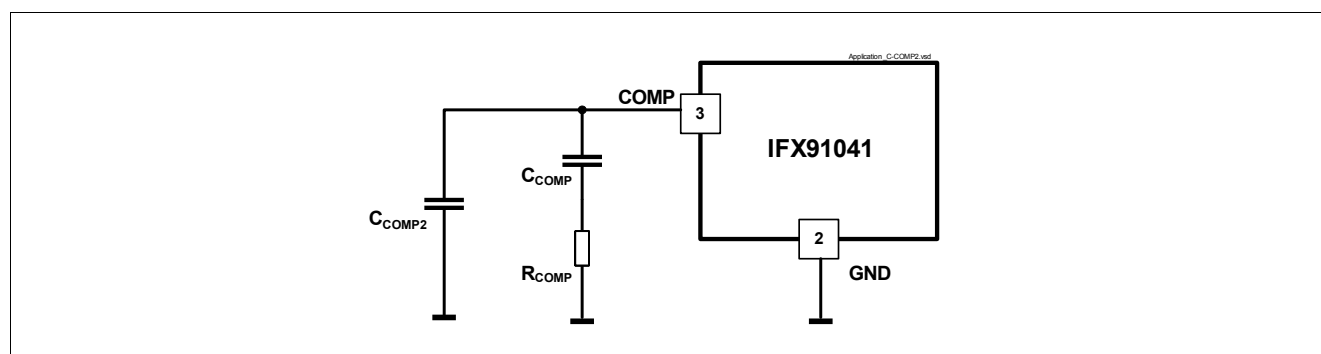 Application_C-COMP2.vsd
COMP
3
IFX91041
CCOMP
CCOMP2
2
RCOMP
GND